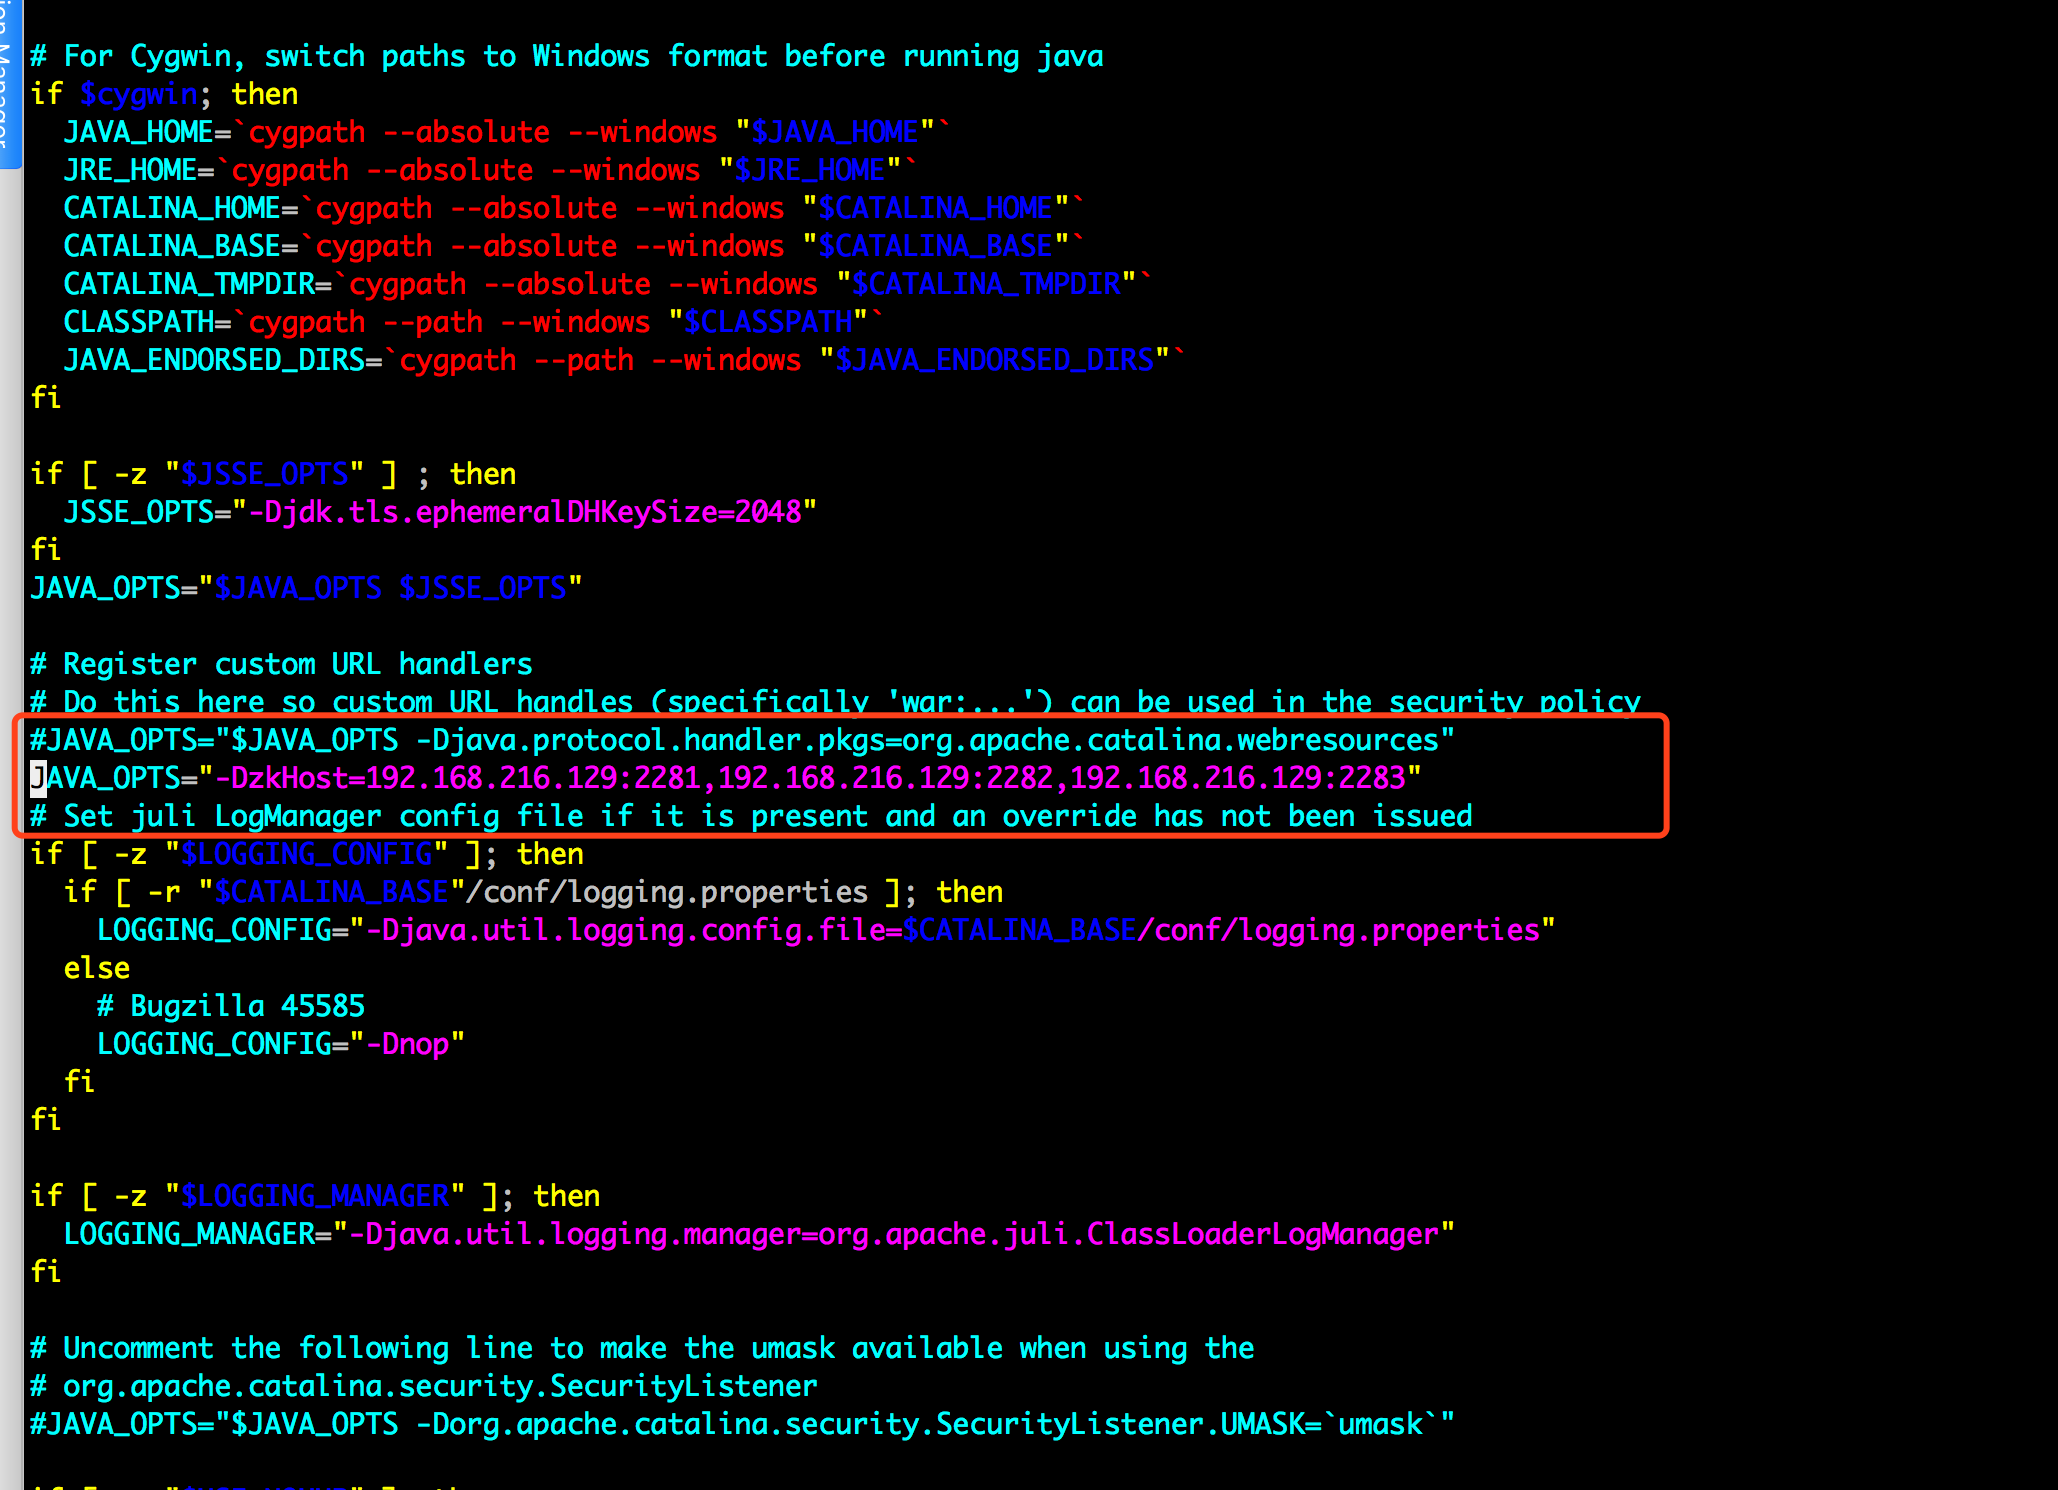 # For Cygwin, switch paths to Windows format before running java
if $cygwin; then
  JAVA_HOME=`cygpath --absolute --windows "$JAVA_HOME"`
  JRE_HOME=`cygpath --absolute --windows "$JRE_HOME"`
  CATALINA_HOME=`cygpath --absolute --windows "$CATALINA_HOME"`
  CATALINA_BASE=`cygpath --absolute --windows "$CATALINA_BASE"`
  CATALINA_TMPDIR=`cygpath --absolute --windows "$CATALINA_TMPDIR"`
  CLASSPATH=`cygpath --path --windows "$CLASSPATH"`
  JAVA_ENDORSED_DIRS=`cygpath --path --windows "$JAVA_ENDORSED_DIRS"`
fi

if [ -z "$JSSE_OPTS" ] ; then
  JSSE_OPTS="-Djdk.tls.ephemeralDHKeySize=2048"
fi
JAVA_OPTS="$JAVA_OPTS $JSSE_OPTS"

# Register custom URL handlers
# Do this here so custom URL handles (specifically 'war:...') can be used in the security policy
#JAVA_OPTS="$JAVA_OPTS -Djava.protocol.handler.pkgs=org.apache.catalina.webresources"
JAVA_OPTS="-DzkHost=192.168.216.129:2281,192.168.216.129:2282,192.168.216.129:2283"
# Set juli LogManager config file if it is present and an override has not been issued
if [ -z "$LOGGING_CONFIG" ]; then
  if [ -r "$CATALINA_BASE"/conf/logging.properties ]; then
    LOGGING_CONFIG="-Djava.util.logging.config.file=$CATALINA_BASE/conf/logging.properties"
  else
    # Bugzilla 45585
    LOGGING_CONFIG="-Dnop"
  fi
fi

if [ -z "$LOGGING_MANAGER" ]; then
  LOGGING_MANAGER="-Djava.util.logging.manager=org.apache.juli.ClassLoaderLogManager"
fi

# Uncomment the following line to make the umask available when using the
# org.apache.catalina.security.SecurityListener
#JAVA_OPTS="$JAVA_OPTS -Dorg.apache.catalina.security.SecurityListener.UMASK=`umask`"